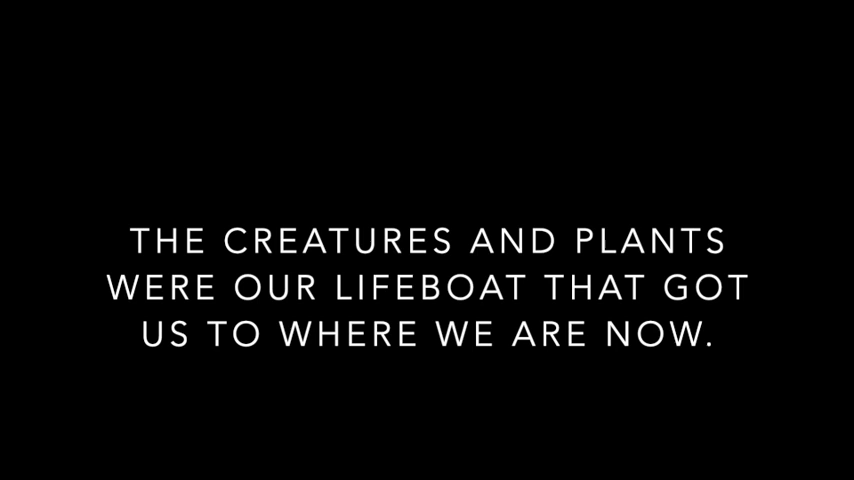 THE CREATURES AND PLANTS
WERE OUR LIFEBOAT THAT GOT
US TO WHERE WE ARE NOW.